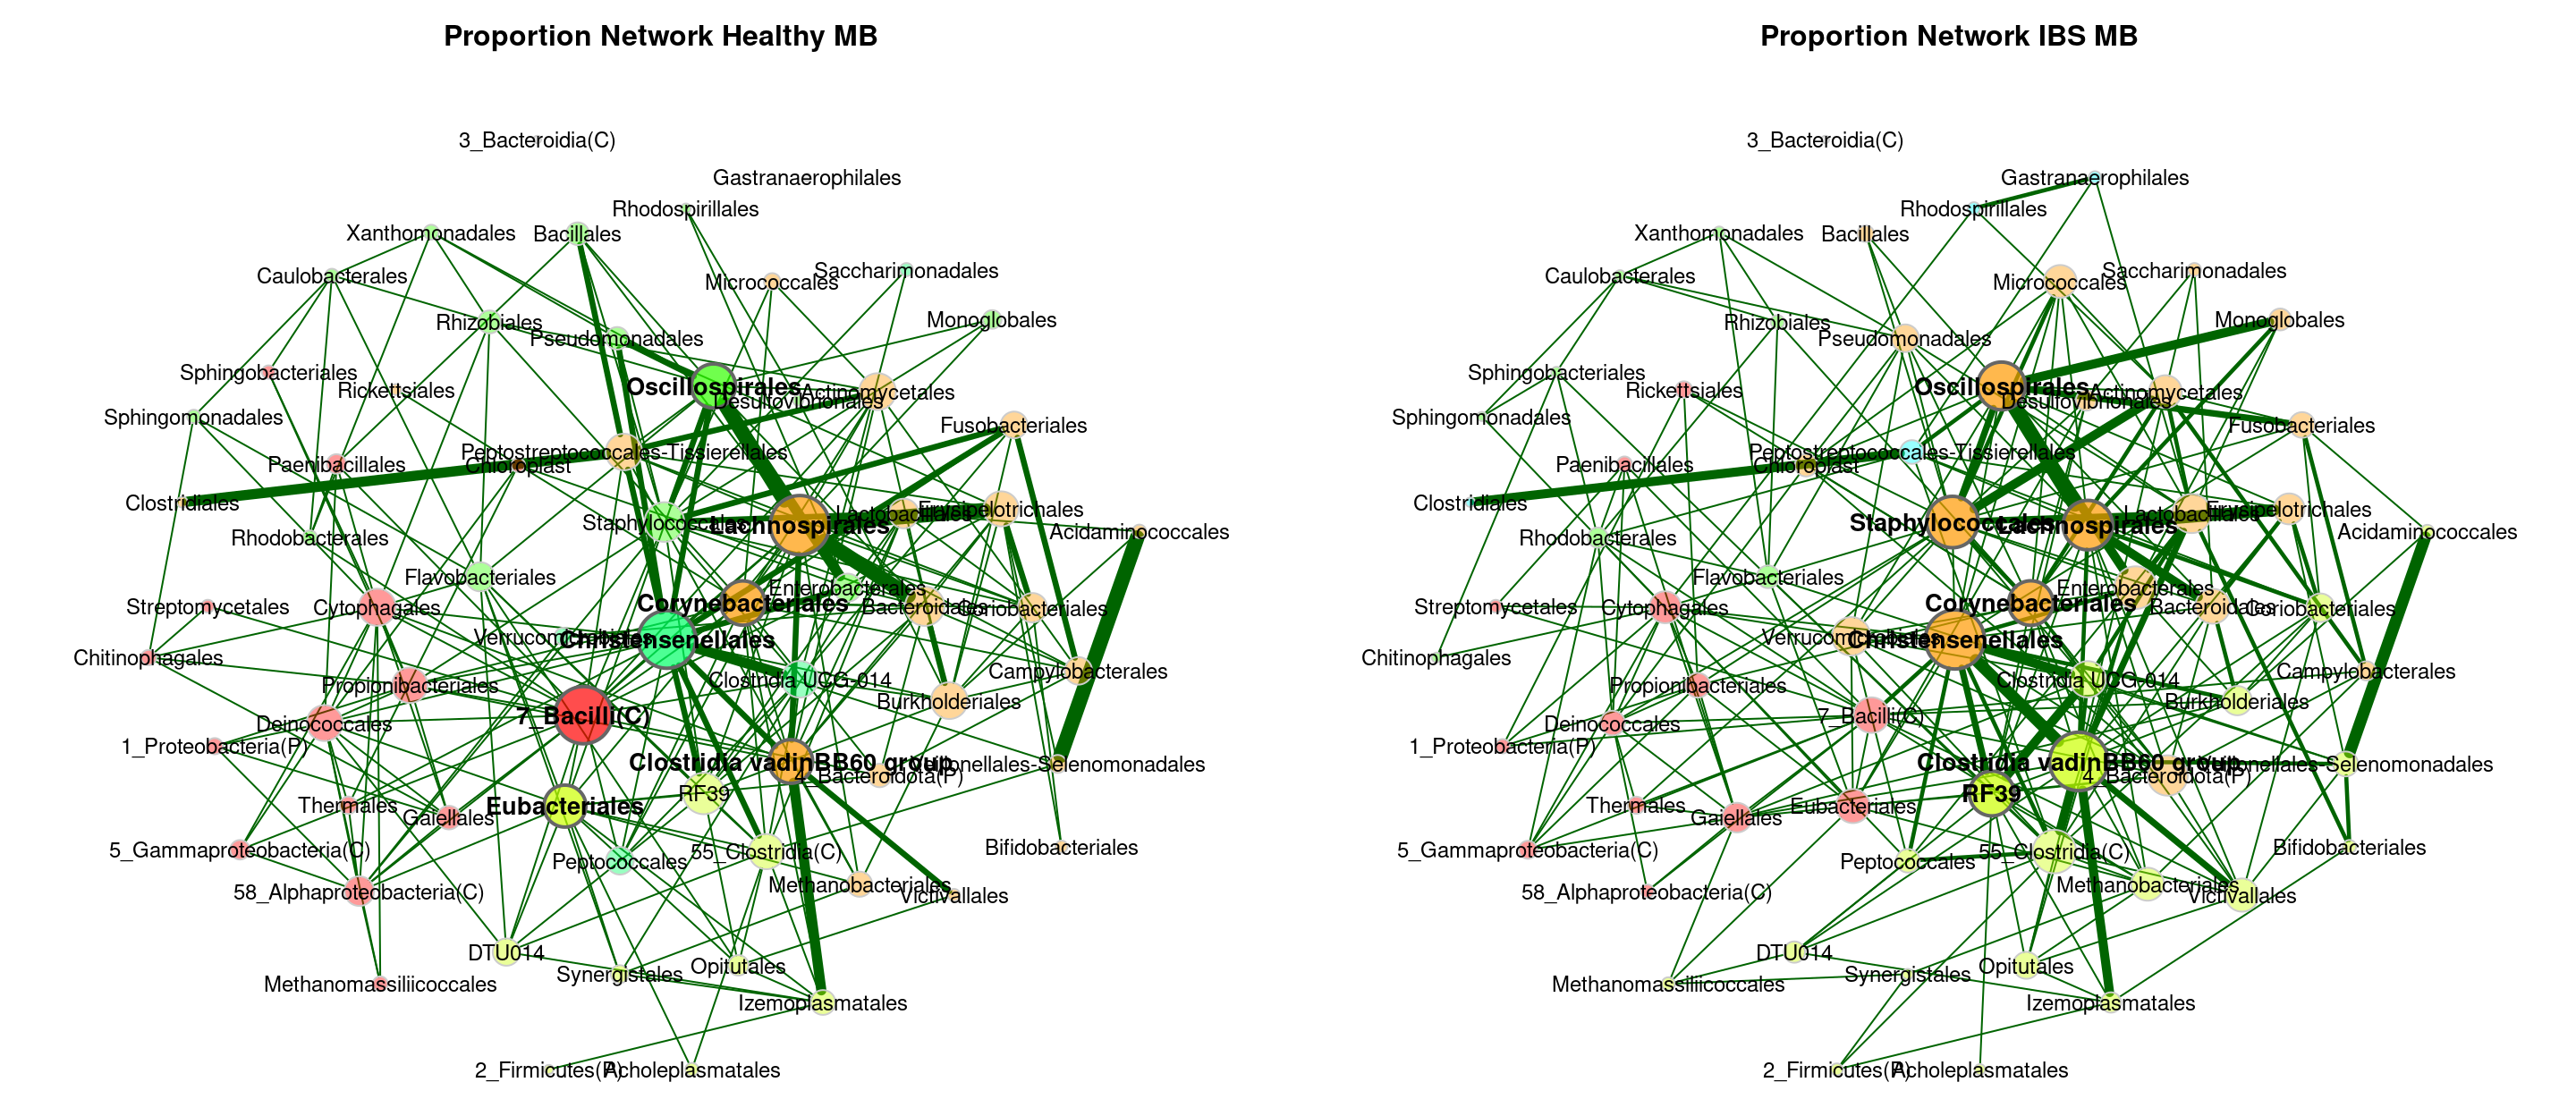 Proportion Network Healthy MB
3_Bacteroidia(C)
Gastranaerophilales
Rhodospirillales
Xanthomonadales
Bacillales
Caulobacterales
Saccharimonadales
Micrococcales
Monoglobales
Rhizobiales
Pseudomonadales
Sphingobacteriales
Oscillospirales
Rickettsiales
Actinomycetales
Desulfovibrionales
Sphingomonadales
Fusobacteriales
Peptostreptococcales-Tissierellales
Paenibacillales
Chloroplast
Clostridiales
Erysipelotrichales
Lactobacillales
Staphylococcales
Lachnospirales
Acidaminococcales
Rhodobacterales
Flavobacteriales
Enterobacterales
Corynebacteriales
Streptomycetales
Cytophagales
Bacteroidales
Coriobacteriales
Verrucomicrobiales
Christensenellales
Chitinophagales
Campylobacterales
Clostridia UCG-014
Propionibacteriales
Burkholderiales
7_Bacilli(C)
Deinococcales
1_Proteobacteria(P)
Clostridia vadinBB60 group
Veillonellales-Selenomonadales
4_Bacteroidota(P)
RF39
Thermales
Eubacteriales
Gaiellales
Bifidobacteriales
5_Gammaproteobacteria(C)
55_Clostridia(C)
Peptococcales
Methanobacteriales
58_Alphaproteobacteria(C)
Victivallales
DTU014
Opitutales
Synergistales
Methanomassiliicoccales
Izemoplasmatales
2_Firmicutes(P)
Acholeplasmatales
Proportion Network IBS MB
3_Bacteroidia(C)
Gastranaerophilales
Rhodospirillales
Xanthomonadales
Bacillales
Saccharimonadales
Caulobacterales
Micrococcales
Monoglobales
Rhizobiales
Pseudomonadales
Sphingobacteriales
Oscillospirales
Rickettsiales
Actinomycetales
Desulfovibrionales
Sphingomonadales
Fusobacteriales
Peptostreptococcales-Tissierellales
Paenibacillales
Chloroplast
Clostridiales
Erysipelotrichales
Lactobacillales
Staphylococcales
Lachnospirales
Acidaminococcales
Rhodobacterales
Flavobacteriales
Enterobacterales
Corynebacteriales
Streptomycetales
Cytophagales
Bacteroidales
Coriobacteriales
Verrucomicrobiales
Christensenellales
Chitinophagales
Campylobacterales
Clostridia UCG-014
Propionibacteriales
Burkholderiales
7_Bacilli(C)
Deinococcales
1_Proteobacteria(P)
Clostridia vadinBB60 group
Veillonellales-Selenomonadales
4_Bacteroidota(P)
RF39
Thermales
Eubacteriales
Gaiellales
Bifidobacteriales
5_Gammaproteobacteria(C)
55_Clostridia(C)
Peptococcales
Methanobacteriales
58_Alphaproteobacteria(C)
Victivallales
DTU014
Opitutales
Synergistales
Methanomassiliicoccales
Izemoplasmatales
2_Firmicutes(P)
Acholeplasmatales